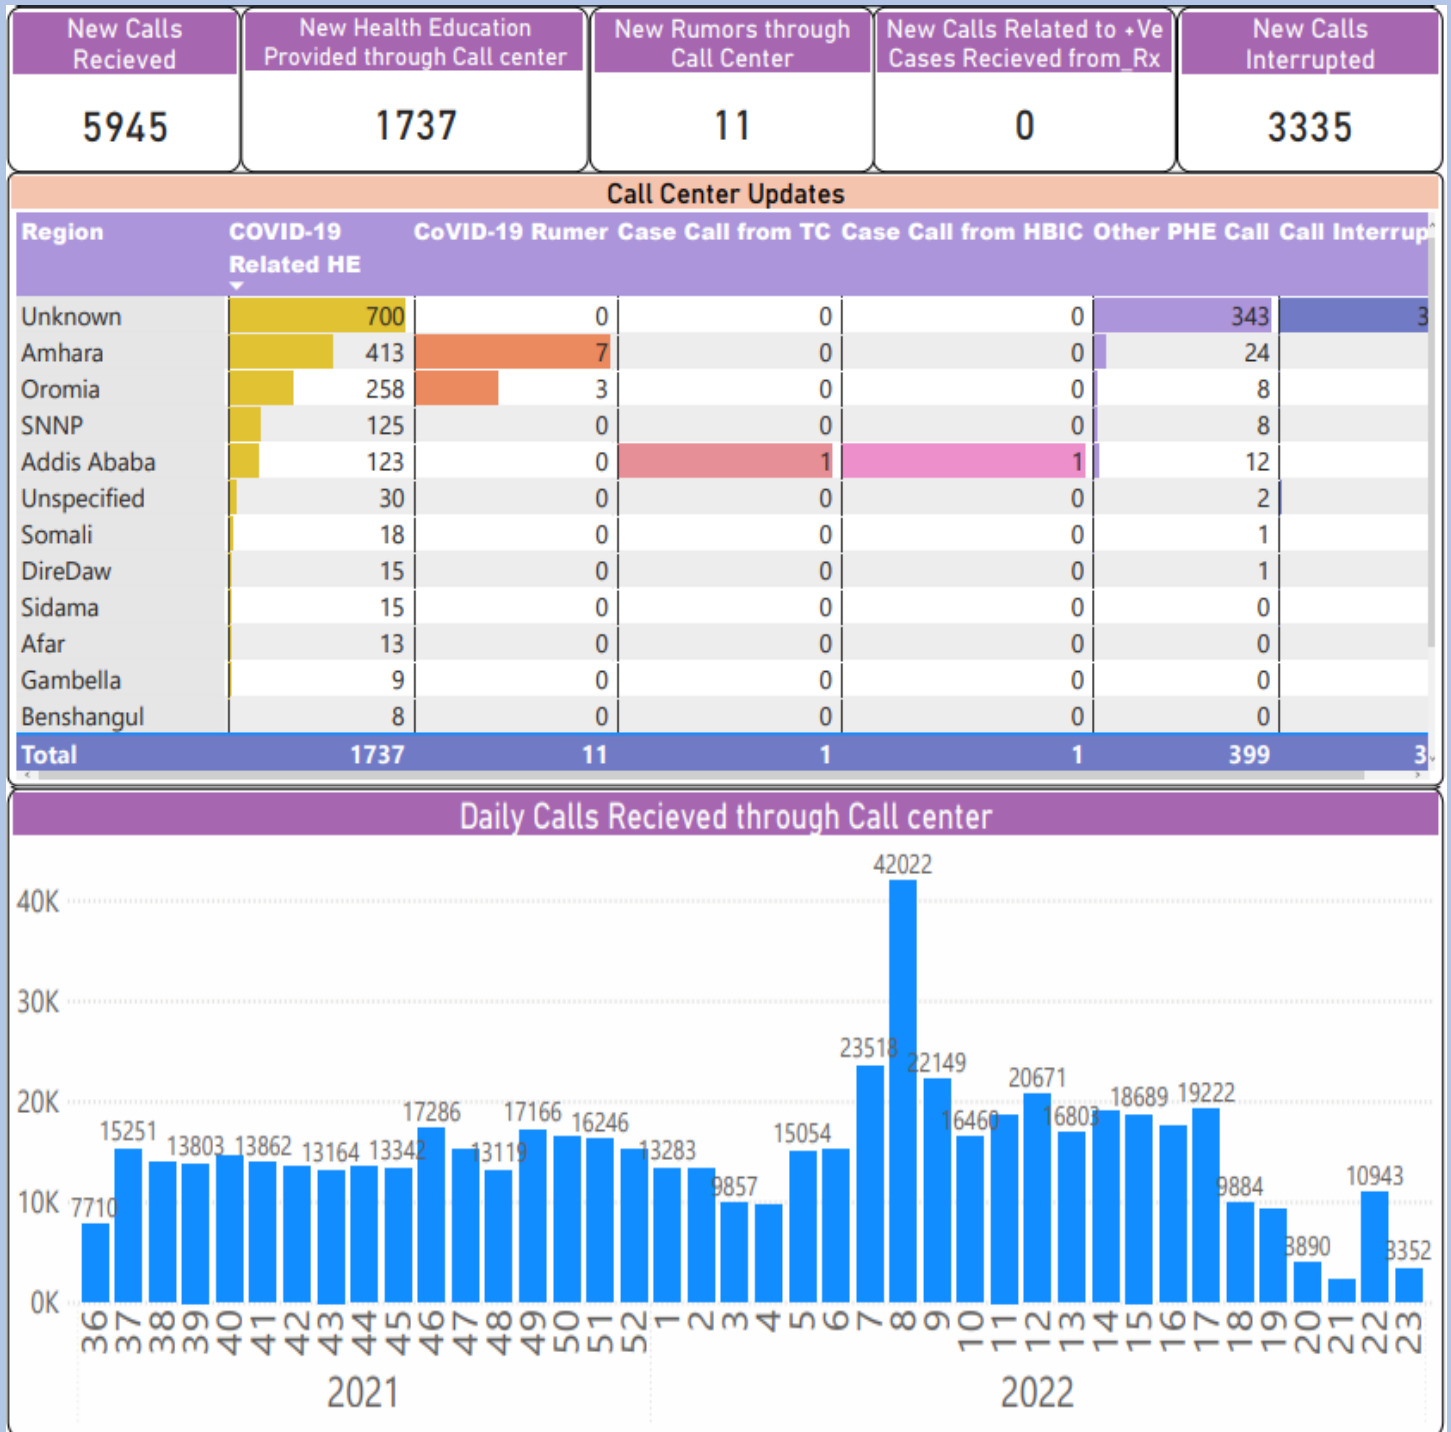 New Calls
Recieved
5945
New Health Education
Provided through Call center
1737
New Rumors through
Call Center
11
New Calls Related to +Ve
Cases Recieved from_Rx
0
New Calls
Interrupted
3335
Call Center Updates
Region COVID-19 Related HE CoVID-19 Rumer Case Call from TC Case Call from HBIC Other PHE Call Call Interrup
Unknown 700 0 0 0 343 3
Amhara 413 7 0 0 24
Oromia 258 3 0 0 8
SNNP 125 0 0 0 8
Addis Ababa 123 0 1 1 12
Unspecified 30 0 0 0 2
Somali 18 0 0 0 1
DireDaw 15 0 0 0 1
Sidama 15 0 0 0 0
Afar 13 0 0 0 0
Gambella 9 0 0 0 0
Benshangul 8 0 0 0 0
Total 1737 11 1 1 399 3
Daily Calls Recieved through Call center
40K
30K
20K
10K
0K
7710 15251 13803 13862 13164 13342 17286 13119 17166 16246 13283 9857 15054 23518 42022 22149 16460 20671 16803 18689 19222 9884 3890 10943 3352
36 37 38 39 40 41 42 43 44 45 46 47 48 49 50 51 52 1 2 3 4 5 6 7 8 9 10 11 12 13 14 15 16 17 18 19 20 21 22 23
2021 2022